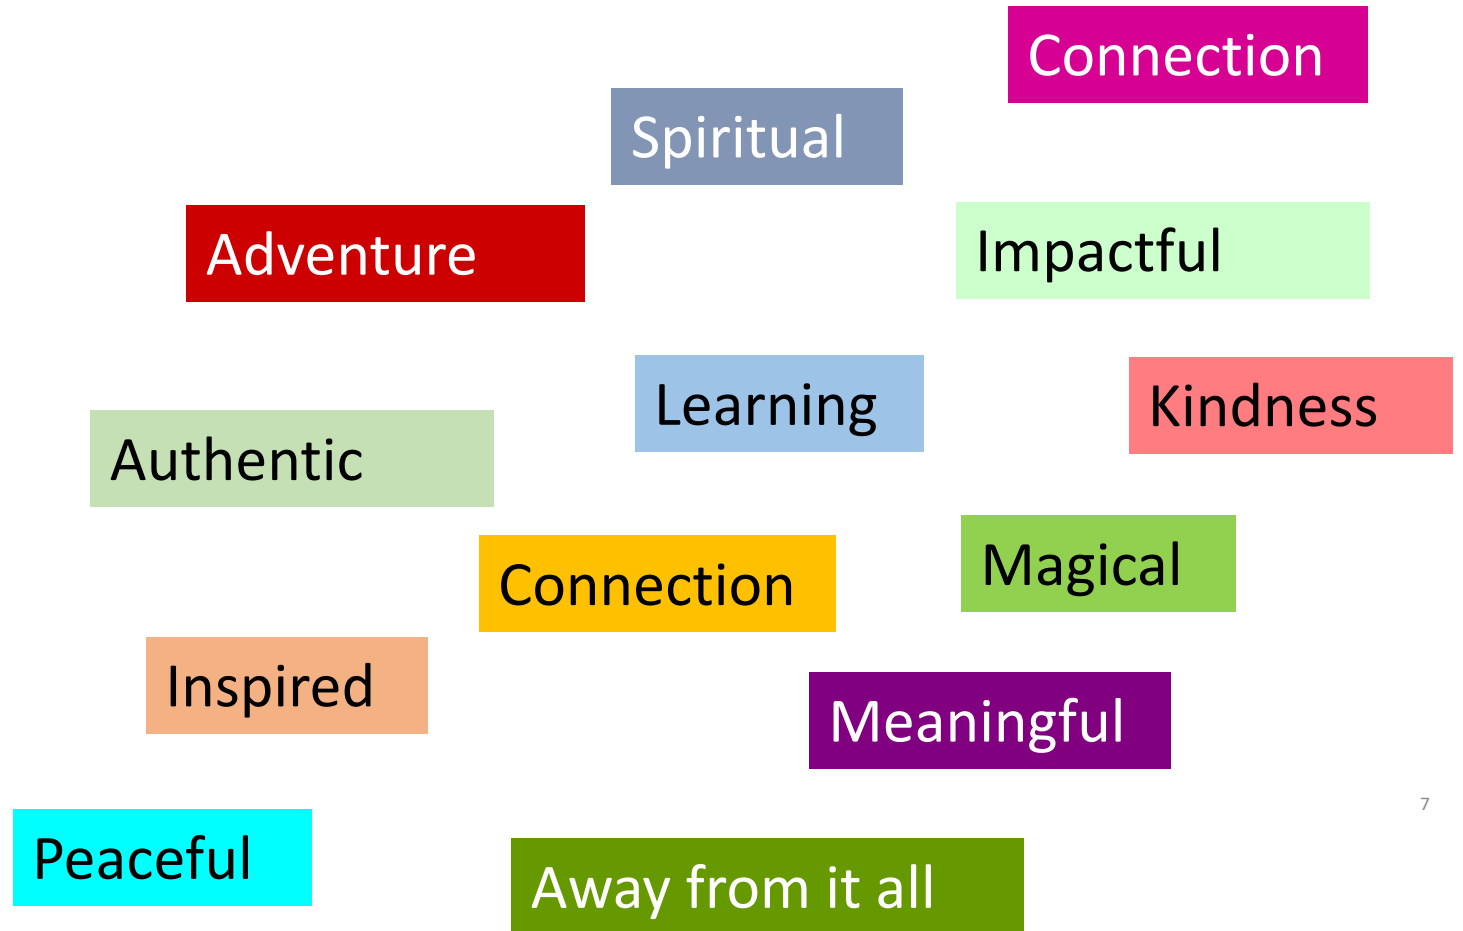 Connection
Spiritual
Adventure
Impactful
Learning
Kindness
Authentic
Magical
Connection
Inspired
Meaningful
7
Peaceful
Away from it all